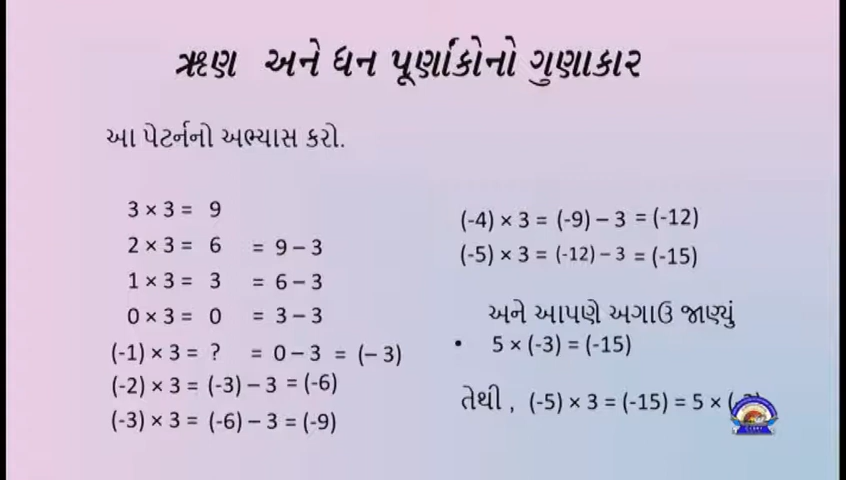 ઋણ અને ધન પૂર્ણાંકોનો ગુણાકાર
આ પેટર્નનો અભ્યાસ કરો.
3 × 3 = 9
2 × 3 = 6 = 9 – 3
1 × 3 = 3 = 6 – 3
0 × 3 = 0 = 3 – 3
(-1) × 3 = ? = 0 – 3 = (– 3)
(-2) × 3 = (-3) – 3 = (-6)
(-3) × 3 = (-6) – 3 = (-9)
(-4) × 3 = (-9) – 3 = (-12)
(-5) × 3 = (-12) – 3 = (-15)
અને આપણે અગાઉ જાણ્યું
• 5 × (-3) = (-15)
તેથી , (-5) × 3 = (-15) = 5 × (